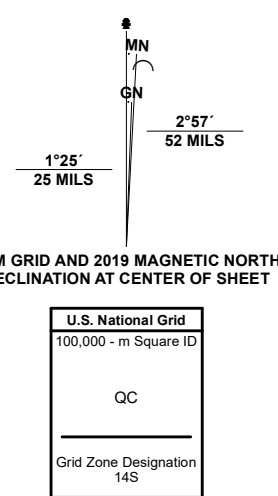 MN
GN
2°57´
52 MILS
1°25´
25 MILS
M GRID AND 2019 MAGNETIC NORTH
ECLINATION AT CENTER OF SHEET
U.S. National Grid
100,000 - m Square ID
QC
Grid Zone Designation
14S